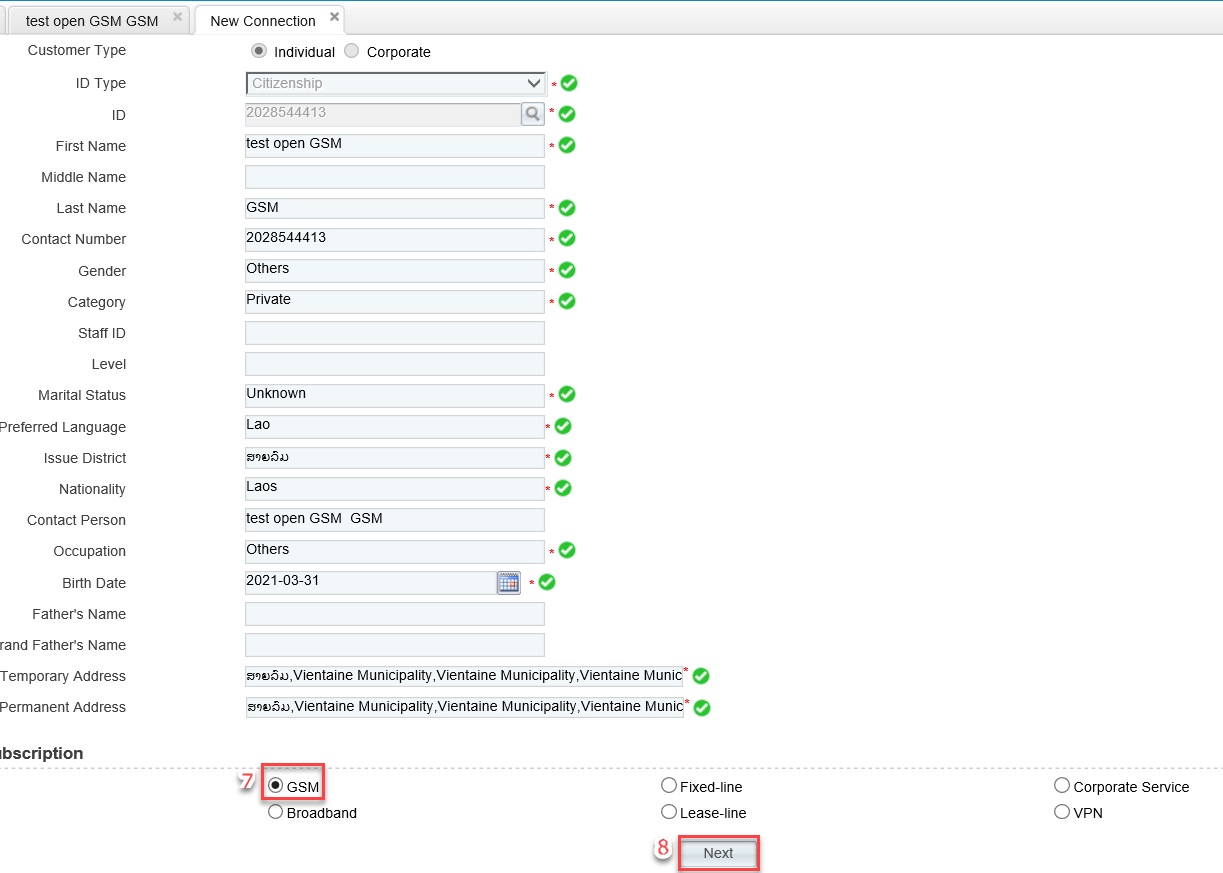 test open GSM GSM
New Connection
Customer Type Individual Corporate
ID Type Citizenship *
ID 2028544413 *
First Name test open GSM *
Middle Name
Last Name GSM *
Contact Number 2028544413 *
Gender Others *
Category Private *
Staff ID
Level
Marital Status Unknown *
Preferred Language Lao *
Issue District ສາຍລົມ *
Nationality Laos *
Contact Person test open GSM  GSM
Occupation Others *
Birth Date 2021-03-31 *
Father's Name
rand Father's Name
Temporary Address ສາຍລົມ,Vientaine Municipality,Vientaine Municipality,Vientaine Munic *
Permanent Address ສາຍລົມ,Vientaine Municipality,Vientaine Municipality,Vientaine Munic *
ubscription
7 GSM Fixed-line Corporate Service
Broadband Lease-line VPN
8 Next